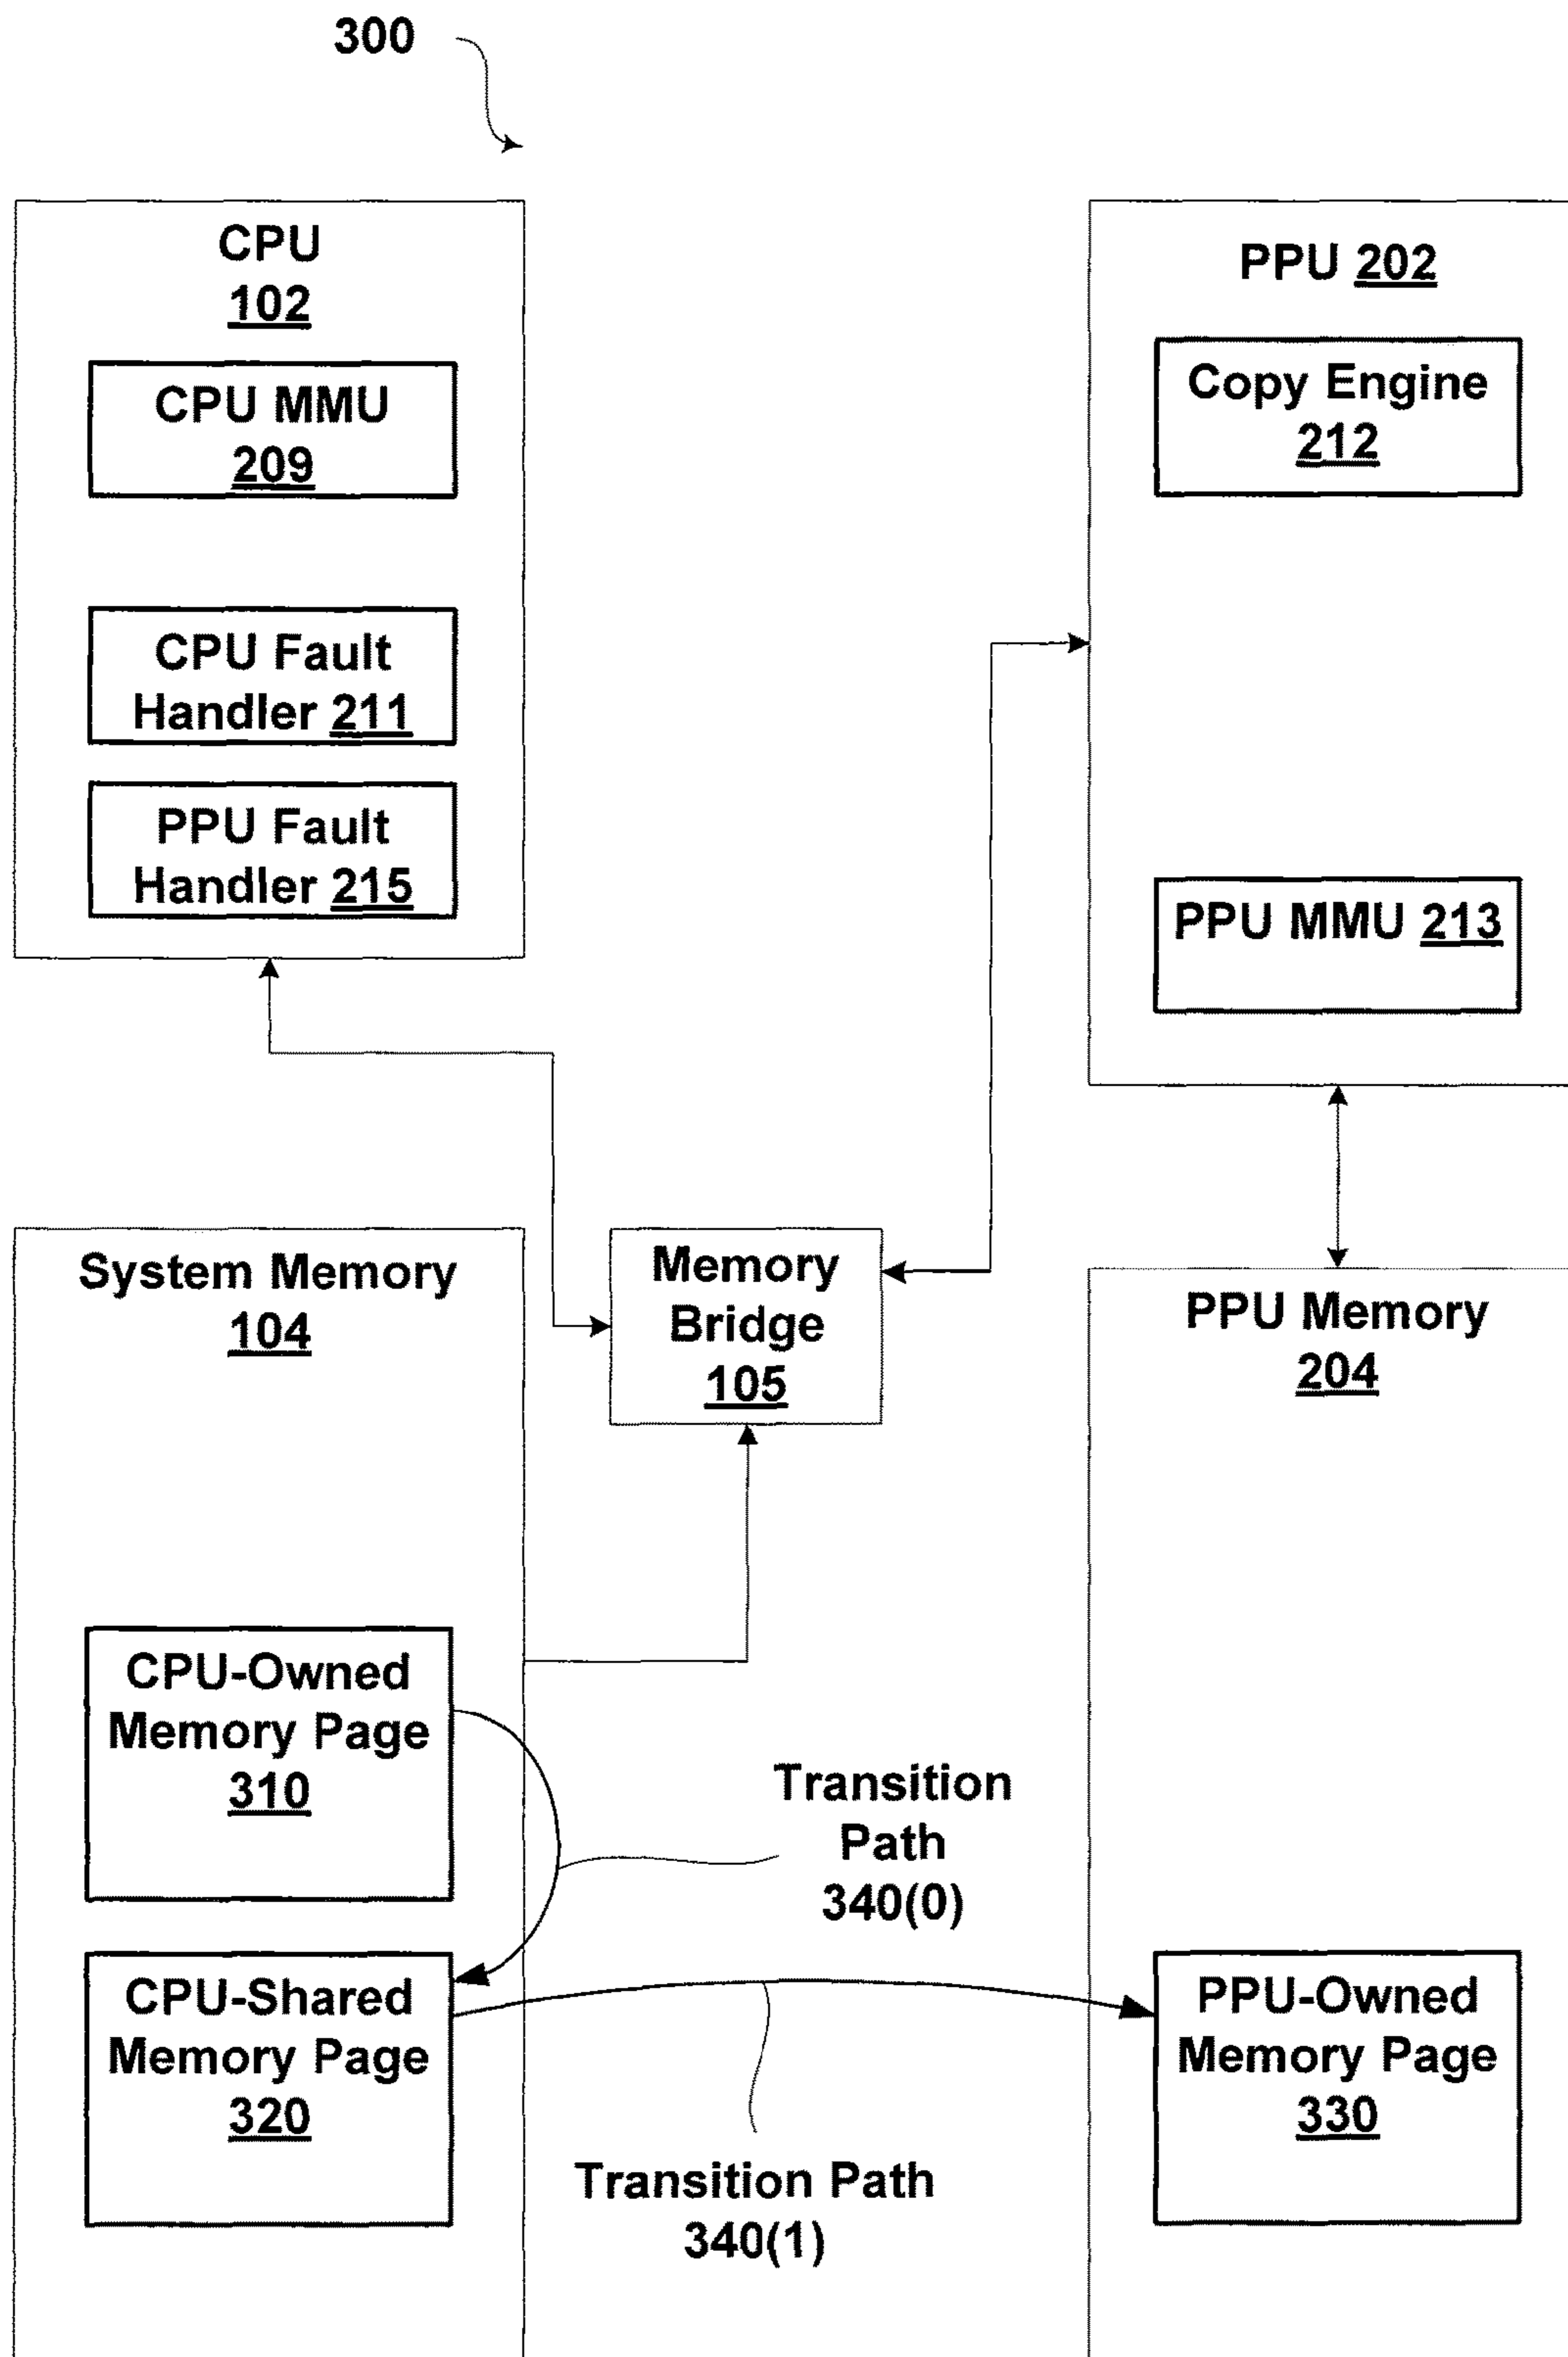 300
CPU
102
CPU MMU
209
CPU Fault
Handler 211
PPU Fault
Handler 215
PPU 202
Copy Engine
212
PPU MMU 213
System Memory
104
Memory
Bridge
105
PPU Memory
204
CPU-Owned
Memory Page
310
Transition
Path
340(0)
CPU-Shared
Memory Page
320
PPU-Owned
Memory Page
330
Transition Path
340(1)